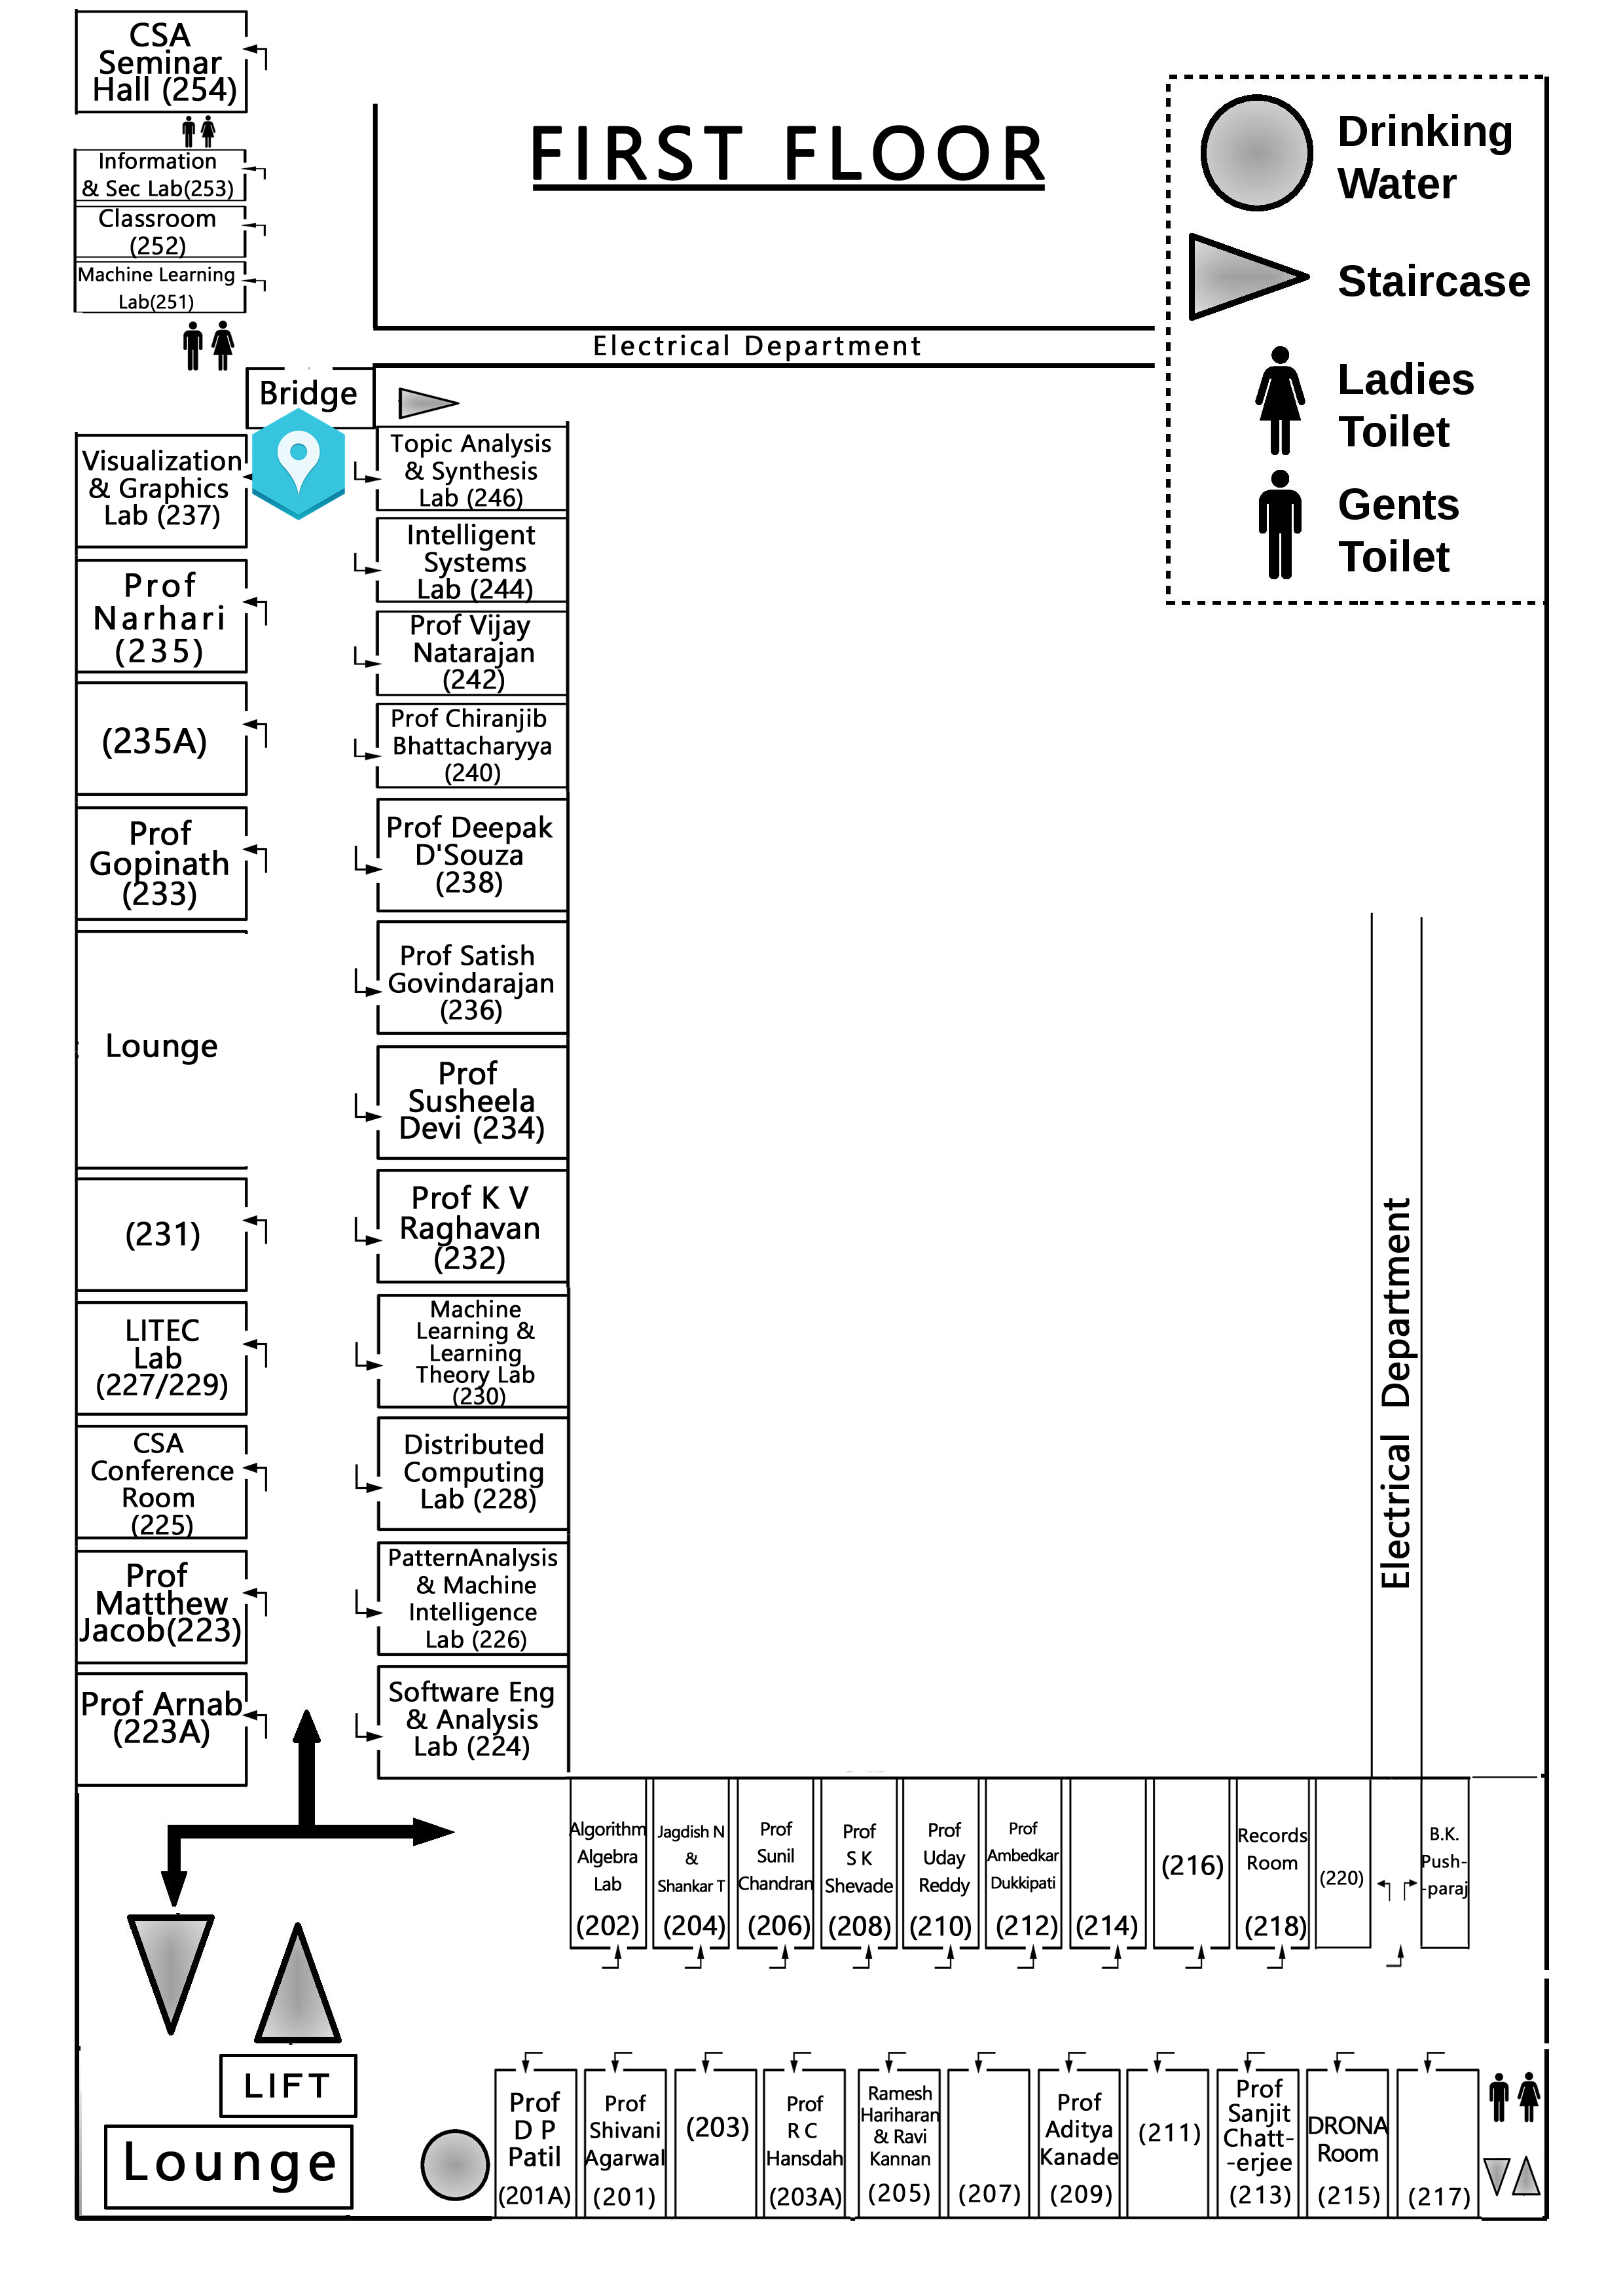 CSA
Seminar
Hall (254)
Information
& Sec Lab(253)
Classroom
(252)
Machine Learning
Lab(251)
FIRST FLOOR
Drinking
Water
Staircase
Ladies
Toilet
Gents
Toilet
Electrical Department
Bridge
Visualization
& Graphics
Lab (237)
Prof
Narhari
(235)
(235A)
Prof
Gopinath
(233)
Lounge
(231)
LITEC
Lab
(227/229)
CSA
Conference
Room
(225)
Prof
Matthew
Jacob(223)
Prof Arnab
(223A)
Topic Analysis
& Synthesis
Lab (246)
Intelligent
Systems
Lab (244)
Prof Vijay
Natarajan
(242)
Prof Chiranjib
Bhattacharyya
(240)
Prof Deepak
D'Souza
(238)
Prof Satish
Govindarajan
(236)
Prof
Susheela
Devi (234)
Prof K V
Raghavan
(232)
Machine
Learning &
Learning
Theory Lab
(230)
Distributed
Computing
Lab (228)
PatternAnalysis
& Machine
Intelligence
Lab (226)
Software Eng
& Analysis
Lab (224)
Electrical Department
Algorithm
Algebra
Lab
(202)
Jagdish N
&
Shankar T
(204)
Prof
Sunil
Chandran
(206)
Prof
S K
Shevade
(208)
Prof
Uday
Reddy
(210)
Prof
Ambedkar
Dukkipati
(212)
(214)
(216)
Records
Room
(218)
(220)
B.K.
Push-
-paraj
LIFT
Lounge
Prof
D P
Patil
(201A)
Prof
Shivani
Agarwal
(201)
(203)
Prof
R C
Hansdah
(203A)
Ramesh
Hariharan
& Ravi
Kannan
(205)
(207)
Prof
Aditya
Kanade
(209)
(211)
Prof
Sanjit
Chatt-
-erjee
(213)
DRONA
Room
(215)
(217)